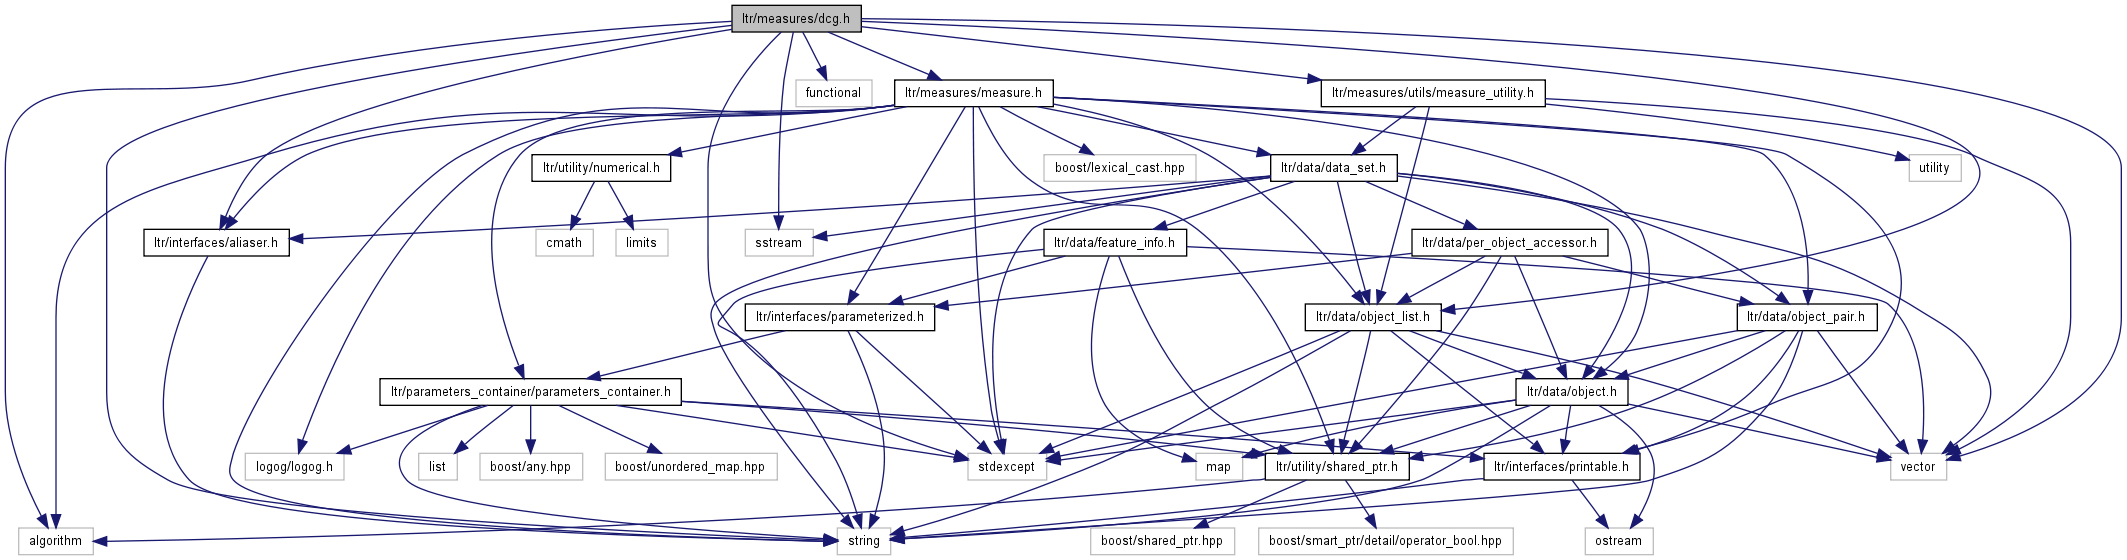 ltr/measures/dcg.h
functional
ltr/measures/measure.h
ltr/measures/utils/measure_utility.h
ltr/utility/numerical.h
boost/lexical_cast.hpp
ltr/data/data_set.h
utility
ltr/interfaces/aliaser.h
cmath
limits
sstream
ltr/data/feature_info.h
ltr/data/per_object_accessor.h
ltr/interfaces/parameterized.h
ltr/data/object_list.h
ltr/data/object_pair.h
ltr/parameters_container/parameters_container.h
ltr/data/object.h
logog/logog.h
list
boost/any.hpp
boost/unordered_map.hpp
stdexcept
map
ltr/utility/shared_ptr.h
ltr/interfaces/printable.h
vector
algorithm
string
boost/shared_ptr.hpp
boost/smart_ptr/detail/operator_bool.hpp
ostream